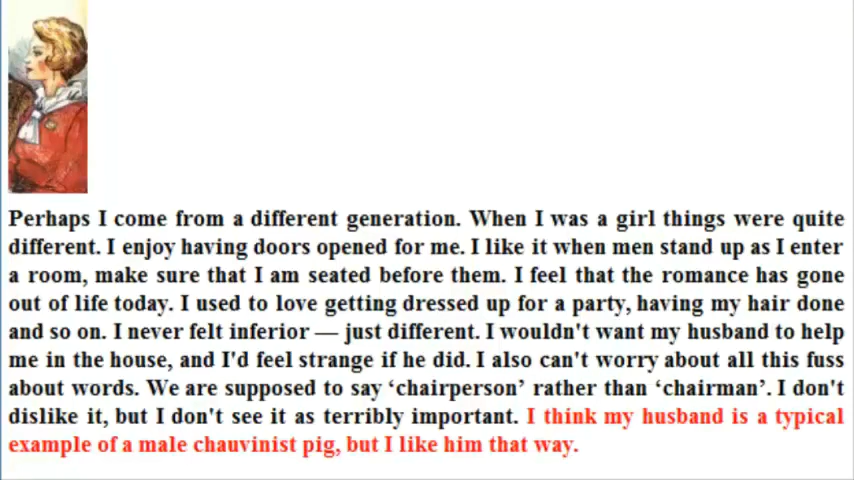 Perhaps I come from a different generation. When I was a girl things were quite
different. I enjoy having doors opened for me. I like it when men stand up as I enter
a room, make sure that I am seated before them. I feel that the romance has gone
out of life today. I used to love getting dressed up for a party, having my hair done
and so on. I never felt inferior — just different. I wouldn't want my husband to help
me in the house, and I'd feel strange if he did. I also can't worry about all this fuss
about words. We are supposed to say ‘chairperson’ rather than ‘chairman’. I don't
dislike it, but I don't see it as terribly important. I think my husband is a typical
example of a male chauvinist pig, but I like him that way.